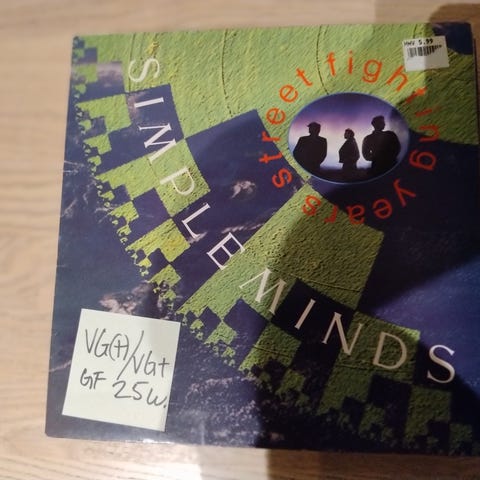 HMV 5.99
street fighting years
SIMPLE MINDS
VG(+)/VG+
GF 25w.